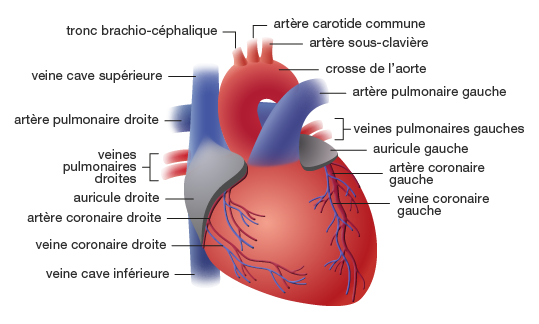 tronc brachio-céphalique
veine cave supérieure
artère pulmonaire droite
veines
pulmonaires
droites
auricule droite
artère coronaire droite
veine coronaire droite
veine cave inférieure
artère carotide commune
artère sous-clavière
crosse de l'aorte
artère pulmonaire gauche
veines pulmonaires gauches
auricule gauche
artère coronaire
gauche
veine coronaire
gauche